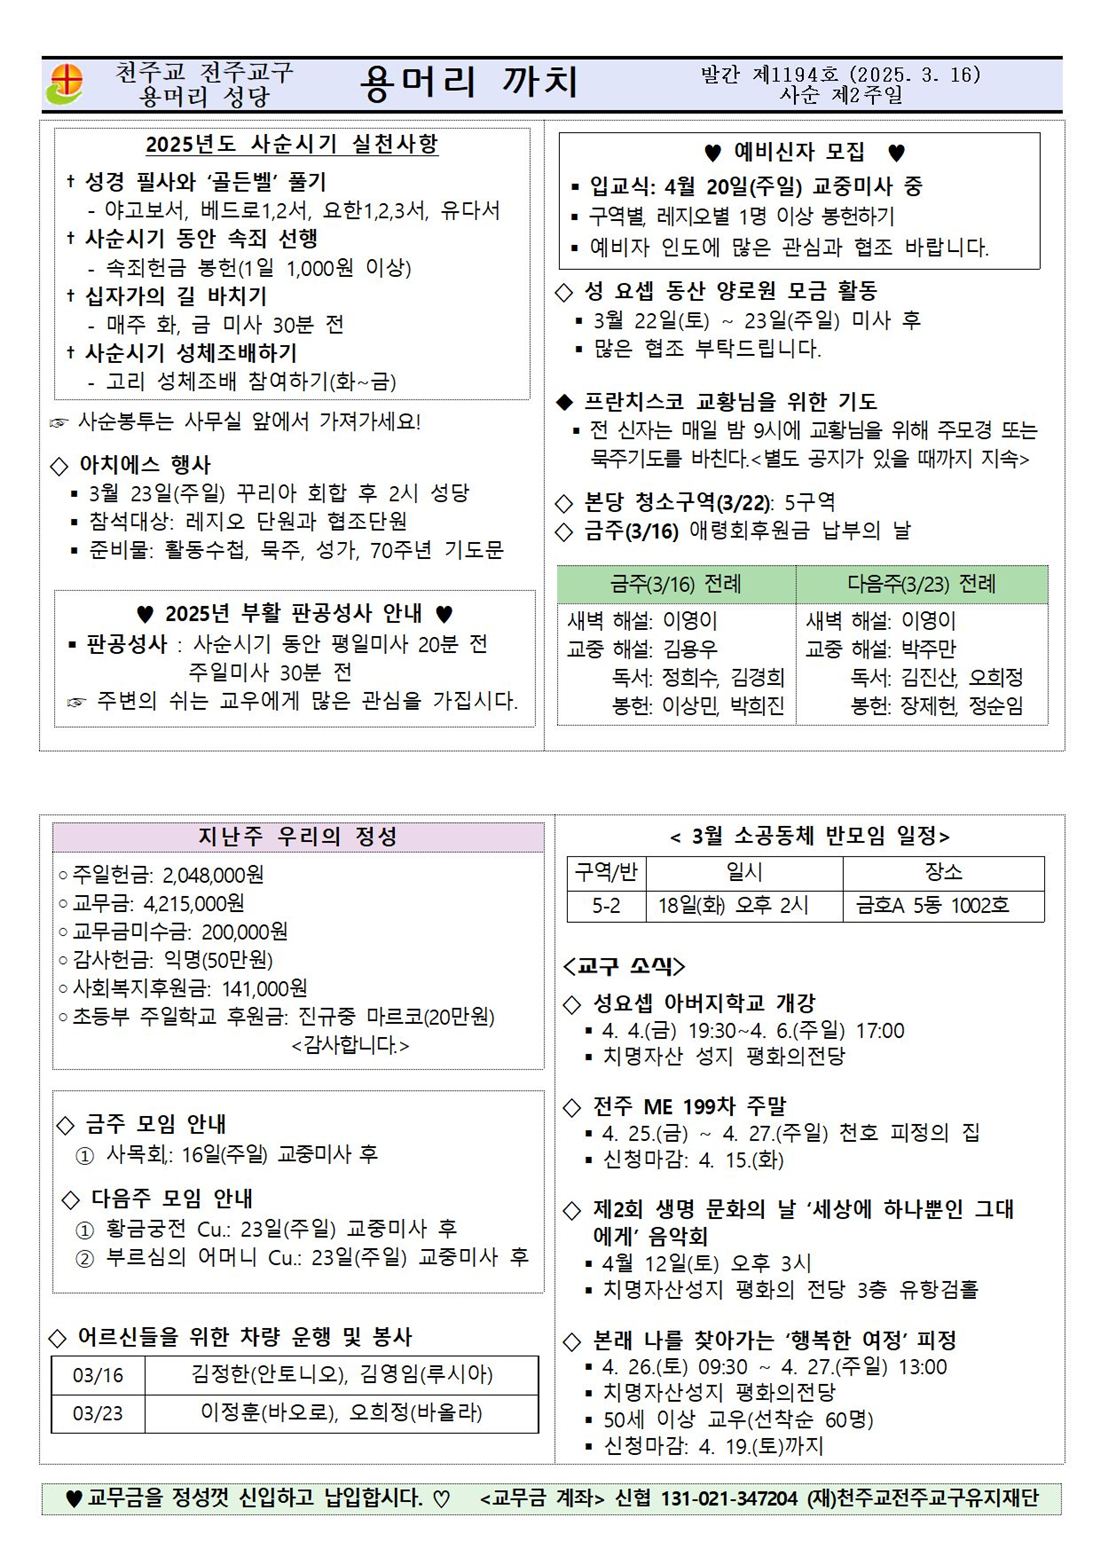 천주교 전주교구
용머리 성당
용머리 까치
발간 제1194호 (2025. 3. 16)
사순 제2주일
2025년도 사순시기 실천사항
† 성경 필사와 ‘골든벨’ 풀기
- 야고보서, 베드로1,2서, 요한1,2,3서, 유다서
† 사순시기 동안 속죄 선행
- 속죄헌금 봉헌(1일 1,000원 이상)
† 십자가의 길 바치기
- 매주 화, 금 미사 30분 전
† 사순시기 성체조배하기
- 고리 성체조배 참여하기(화~금)
☞ 사순봉투는 사무실 앞에서 가져가세요!
◇ 아치에스 행사
▪ 3월 23일(주일) 꾸리아 회합 후 2시 성당
▪ 참석대상: 레지오 단원과 협조단원
▪ 준비물: 활동수첩, 묵주, 성가, 70주년 기도문
♥ 2025년 부활 판공성사 안내 ♥
▪ 판공성사 : 사순시기 동안 평일미사 20분 전
주일미사 30분 전
☞ 주변의 쉬는 교우에게 많은 관심을 가집시다.
♥ 예비신자 모집 ♥
▪ 입교식: 4월 20일(주일) 교중미사 중
▪ 구역별, 레지오별 1명 이상 봉헌하기
▪ 예비자 인도에 많은 관심과 협조 바랍니다.
◇ 성 요셉 동산 양로원 모금 활동
▪ 3월 22일(토) ~ 23일(주일) 미사 후
▪ 많은 협조 부탁드립니다.
◆ 프란치스코 교황님을 위한 기도
▪ 전 신자는 매일 밤 9시에 교황님을 위해 주모경 또는
묵주기도를 바친다.<별도 공지가 있을 때까지 지속>
◇ 본당 청소구역(3/22): 5구역
◇ 금주(3/16) 애령회후원금 납부의 날
금주(3/16) 전례 다음주(3/23) 전례
새벽 해설: 이영이 새벽 해설: 이영이
교중 해설: 김용우 교중 해설: 박주만
독서: 정희수, 김경희 독서: 김진산, 오희정
봉헌: 이상민, 박희진 봉헌: 장제헌, 정순임
지난주 우리의 정성
○ 주일헌금: 2,048,000원
○ 교무금: 4,215,000원
○ 교무금미수금: 200,000원
○ 감사헌금: 익명(50만원)
○ 사회복지후원금: 141,000원
○ 초등부 주일학교 후원금: 진규중 마르코(20만원)
<감사합니다.>
◇ 금주 모임 안내
① 사목회,: 16일(주일) 교중미사 후
◇ 다음주 모임 안내
① 황금궁전 Cu.: 23일(주일) 교중미사 후
② 부르심의 어머니 Cu.: 23일(주일) 교중미사 후
◇ 어르신들을 위한 차량 운행 및 봉사
03/16 김정한(안토니오), 김영임(루시아)
03/23 이정훈(바오로), 오희정(바울라)
< 3월 소공동체 반모임 일정>
구역/반 일시 장소
5-2 18일(화) 오후 2시 금호A 5동 1002호
<교구 소식>
◇ 성요셉 아버지학교 개강
▪ 4. 4.(금) 19:30~4. 6.(주일) 17:00
▪ 치명자산 성지 평화의전당
◇ 전주 ME 199차 주말
▪ 4. 25.(금) ~ 4. 27.(주일) 천호 피정의 집
▪ 신청마감: 4. 15.(화)
◇ 제2회 생명 문화의 날 ‘세상에 하나뿐인 그대
에게’ 음악회
▪ 4월 12일(토) 오후 3시
▪ 치명자산성지 평화의 전당 3층 유항검홀
◇ 본래 나를 찾아가는 ‘행복한 여정’ 피정
▪ 4. 26.(토) 09:30 ~ 4. 27.(주일) 13:00
▪ 치명자산성지 평화의전당
▪ 50세 이상 교우(선착순 60명)
▪ 신청마감: 4. 19.(토)까지
♥ 교무금을 정성껏 신입하고 납입합시다. ♡ <교무금 계좌> 신협 131-021-347204 (재)천주교전주교구유지재단